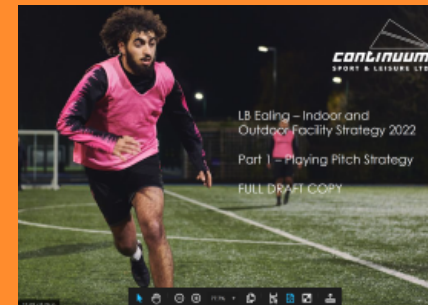 continuum
SPORT & LEISURE LTD
LB Ealing – Indoor and
Outdoor Facility Strategy 2022
Part 1 – Playing Pitch Strategy
FULL DRAFT COPY